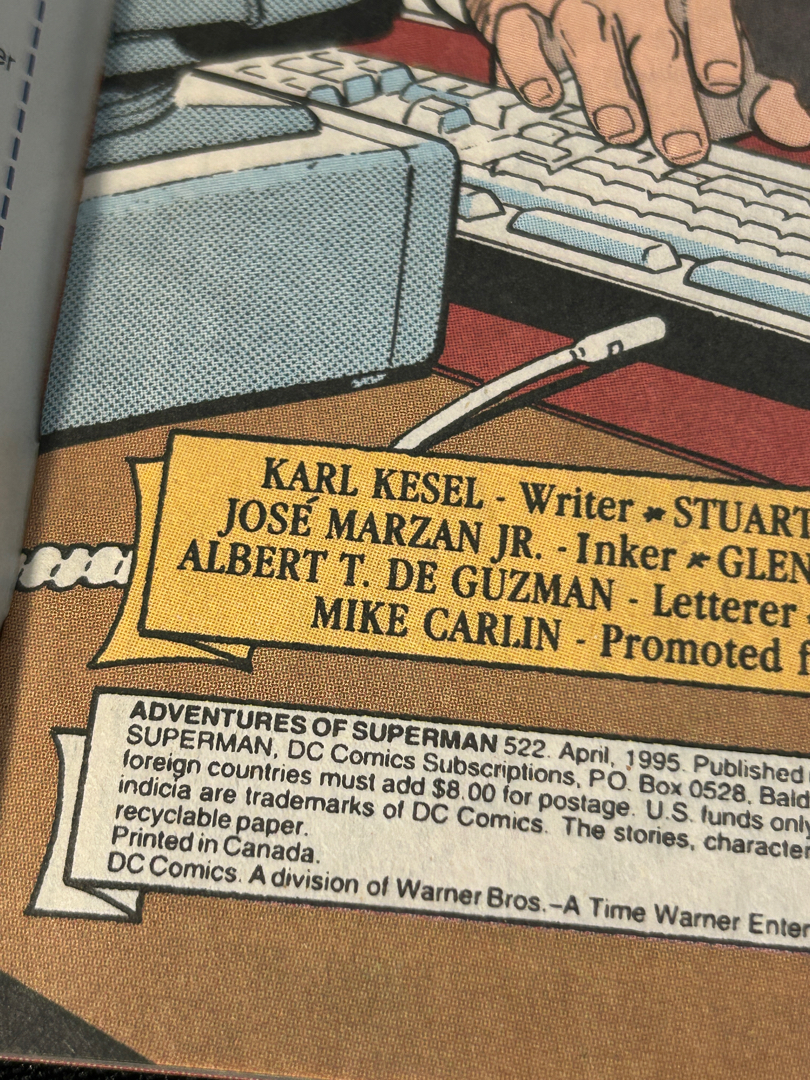 er
KARL KESEL - Writer ★ STUART
JOSÉ MARZAN JR. - Inker ★ GLEN
ALBERT T. DE GUZMAN - Letterer
MIKE CARLIN - Promoted f
ADVENTURES OF SUPERMAN 522. April, 1995. Published
SUPERMAN, DC Comics Subscriptions, P.O. Box 0528, Bald
foreign countries must add $8.00 for postage. U.S. funds only
indicia are trademarks of DC Comics. The stories, character
recyclable paper.
Printed in Canada.
DC Comics. A division of Warner Bros.–A Time Warner Enter